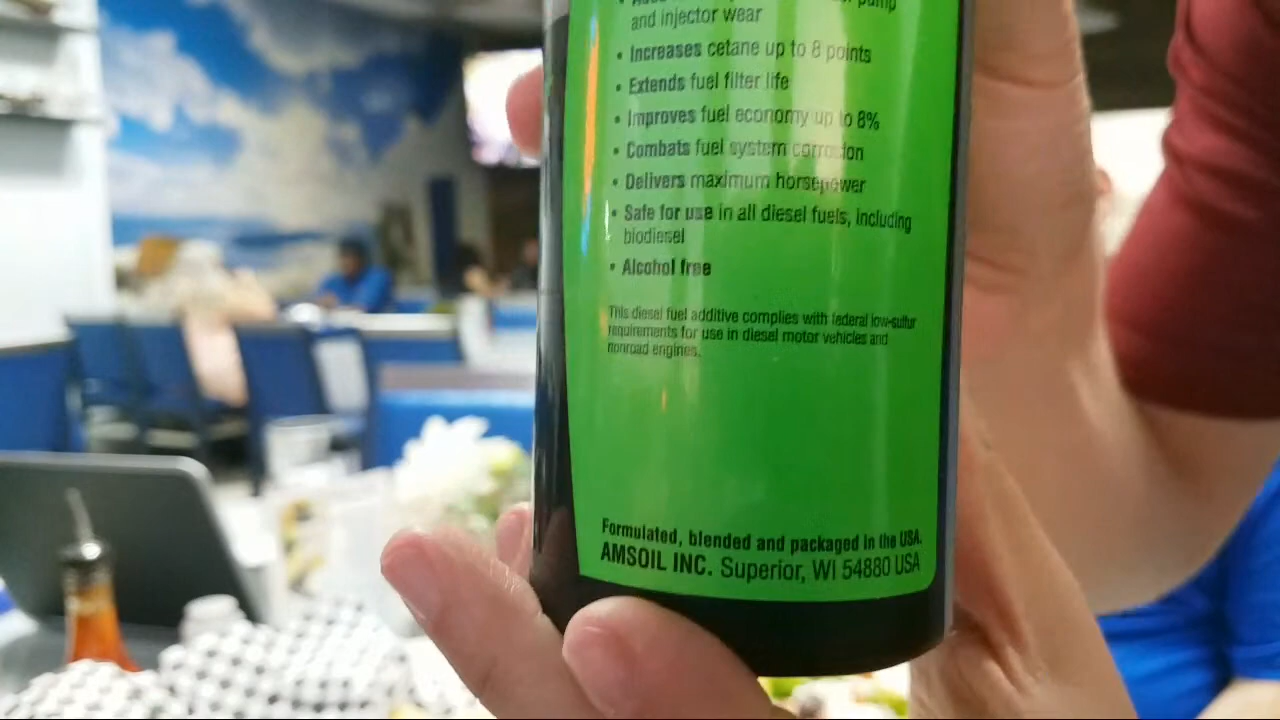 pump
and injector wear
• Increases cetane up to 8 points
• Extends fuel filter life
• Improves fuel economy up to 8%
• Combats fuel system corrosion
• Delivers maximum horsepower
• Safe for use in all diesel fuels, including
biodiesel
• Alcohol free
This diesel fuel additive complies with federal low-sulfur
requirements for use in diesel motor vehicles and
nonroad engines.
Formulated, blended and packaged in the USA.
AMSOIL INC. Superior, WI 54880 USA